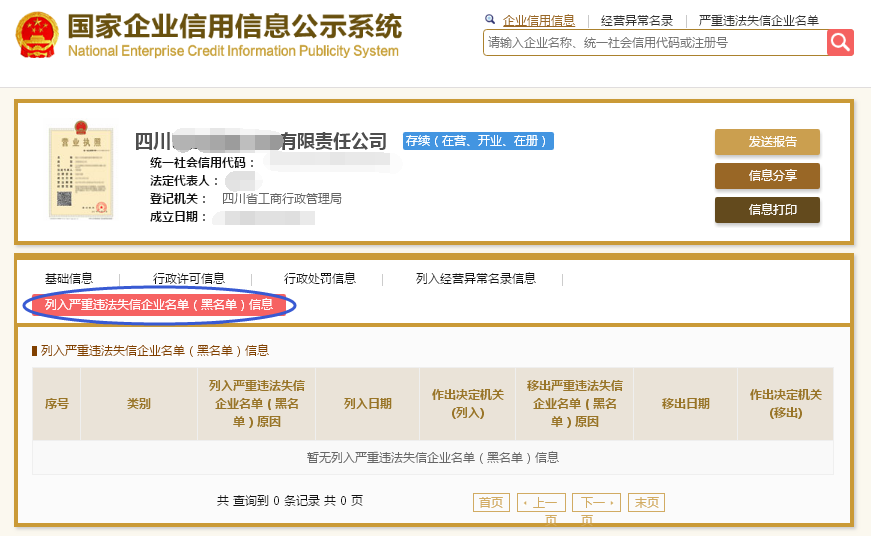 国家企业信用信息公示系统
National Enterprise Credit Information Publicity System
企业信用信息 | 经营异常名录 | 严重违法失信企业名单
请输入企业名称、统一社会信用代码或注册号
营业执照
四川 有限责任公司 存续（在营、开业、在册）
统一社会信用代码：
法定代表人：
登记机关： 四川省工商行政管理局
成立日期：
发送报告
信息分享
信息打印
基础信息 | 行政许可信息 | 行政处罚信息 | 列入经营异常名录信息 |
列入严重违法失信企业名单（黑名单）信息
列入严重违法失信企业名单（黑名单）信息
序号 类别 列入严重违法失信企业名单（黑名单）原因 列入日期 作出决定机关(列入) 移出严重违法失信企业名单（黑名单）原因 移出日期 作出决定机关(移出)
暂无列入严重违法失信企业名单（黑名单）信息
共 查询到 0 条记录 共 0 页 首页 上一页 下一页 末页